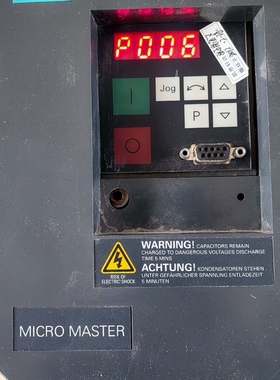 P006
I
Jog
O
P
WARNING! CAPACITORS REMAIN
CHARGED TO DANGEROUS VOLTAGES DISCHARGE
TIME 5 MINS
ACHTUNG! KONDENSATOREN STEHEN
UNTER GEFÄHRLICHER SPANNUNG ENTLADEZEIT
5 MINUTEN
RISK OF
ELECTRIC SHOCK
MICRO MASTER